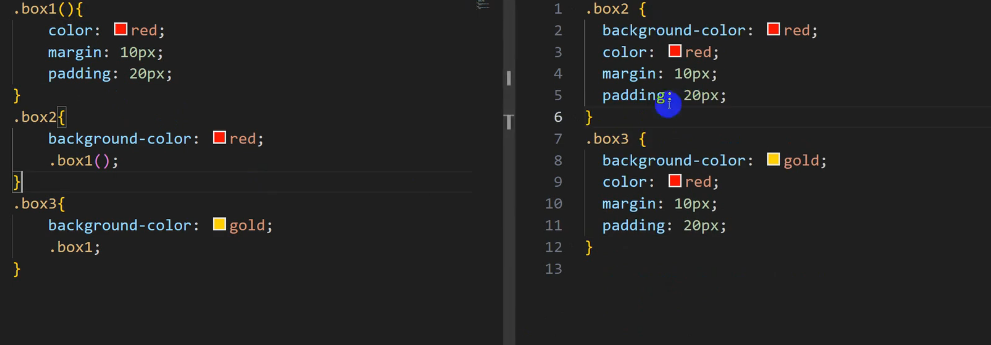 .box1(){
color: red;
margin: 10px;
padding: 20px;
}
.box2{
background-color: red;
.box1();
}
.box3{
background-color: gold;
.box1;
}
1 .box2 {
2 background-color: red;
3 color: red;
4 margin: 10px;
5 padding: 20px;
6 }
7 .box3 {
8 background-color: gold;
9 color: red;
10 margin: 10px;
11 padding: 20px;
12 }
13